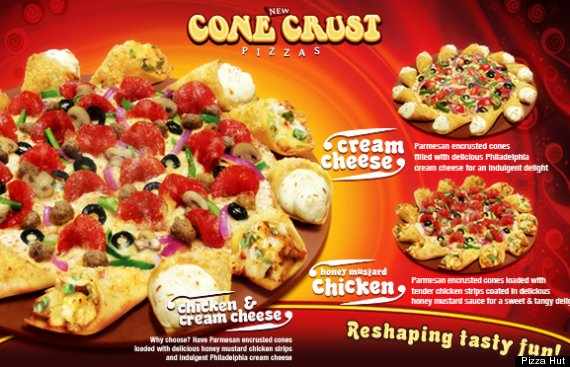 NEW
CONE CRUST
PIZZAS
cream
cheese
Parmesan encrusted cones
filled with delicious Philadelphia
cream cheese for an indulgent delight
honey mustard
chicken
Parmesan encrusted cones loaded with
tender chicken strips coated in delicious
honey mustard sauce for a sweet & tangy
chicken &
cream cheese
Why choose? Have Parmesan encrusted cones
loaded with delicious honey mustard chicken strips
and indulgent Philadelphia cream cheese
Reshaping tasty fun!
Pizza Hut